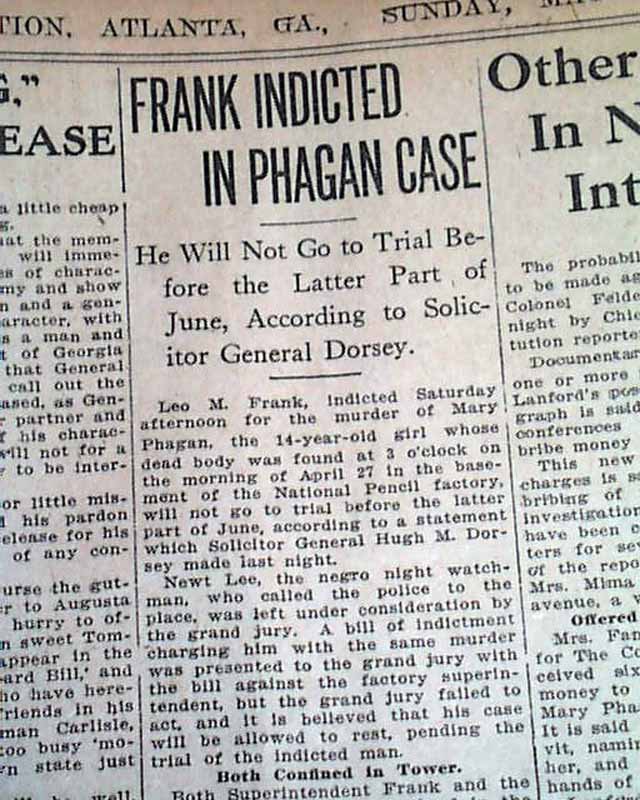 TION, ATLANTA, GA., SUNDAY,
G,"
EASE
a little cheap
at the mem-
will imme-
es of charac-
my and show
n and a gen-
aracter, with
s a man and
t of Georgia
that General
call out the
ased, as Gen-
r partner and
f his charac-
will not for a
y to be inter-
or little mis-
d his pardon
elease for his
of any con-
urse the gut-
er to Augusta
hurry to of-
n sweet Tom-
appear in the
ard Bill,' and
ho have here-
friends in his
man Carlisle,
too busy 'mo-
n state just
FRANK INDICTED
IN PHAGAN CASE
He Will Not Go to Trial Be-
fore the Latter Part of
June, According to Solic-
itor General Dorsey.
Leo M. Frank, indicted Saturday
afternoon for the murder of Mary
Phagan, the 14-year-old girl whose
dead body was found at 3 o'clock on
the morning of April 27 in the base-
ment of the National Pencil factory,
will not go to trial before the latter
part of June, according to a statement
which Solicitor General Hugh M. Dor-
sey made last night.
Newt Lee, the negro night watch-
man, who called the police to the
place, was left under consideration by
the grand jury. A bill of indictment
charging him with the same murder
was presented to the grand jury with
the bill against the factory superin-
tendent, but the grand jury failed to
act, and it is believed that his case
will be allowed to rest, pending the
trial of the indicted man.
Both Confined in Tower.
Both Superintendent Frank and the
Other
In N
Int
The probabil
to be made ag
Colonel Felde
night by Chie
tution reporte
Documentar
one or more
Lanford's pos
graph is said
conferences
bribe money
This new
charges is s
bribing of
investigation
have been
ters for sev
of the repo
Mrs. Mima
avenue, a v
Offered
Mrs. Fam
for The Co
ceived six
money to
Mary Pha
It is said
vit, namin
her, and
hands of